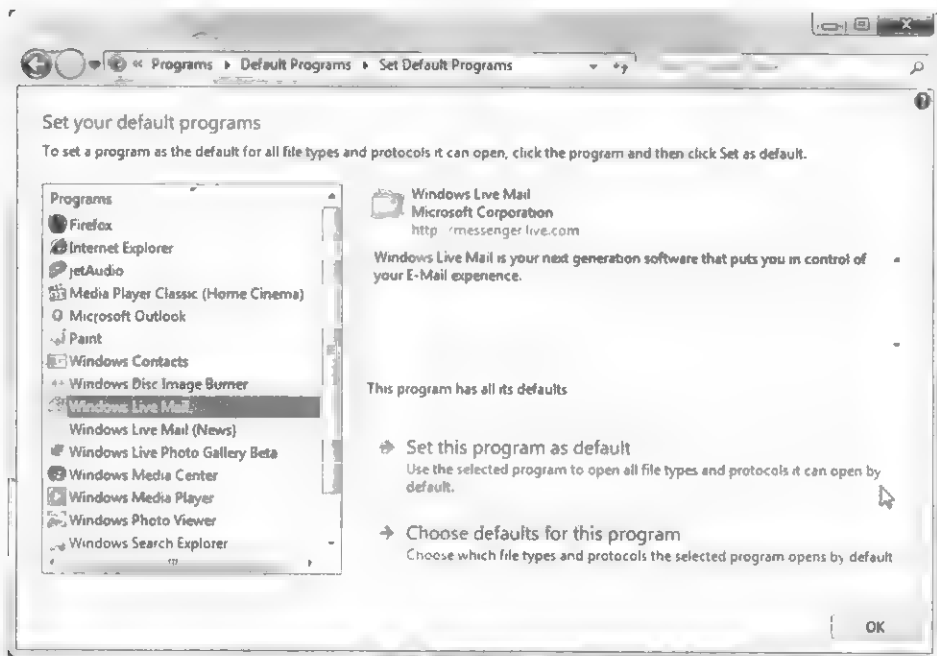 « Programs ▸ Default Programs ▸ Set Default Programs
Set your default programs
To set a program as the default for all file types and protocols it can open, click the program and then click Set as default.
Programs
Firefox
Internet Explorer
jetAudio
Media Player Classic (Home Cinema)
Microsoft Outlook
Paint
Windows Contacts
Windows Disc Image Burner
Windows Live Mail
Windows Live Mail (News)
Windows Live Photo Gallery Beta
Windows Media Center
Windows Media Player
Windows Photo Viewer
Windows Search Explorer
Windows Live Mail
Microsoft Corporation
http messenger live.com
Windows Live Mail is your next generation software that puts you in control of
your E-Mail experience.
This program has all its defaults
Set this program as default
Use the selected program to open all file types and protocols it can open by
default.
Choose defaults for this program
Choose which file types and protocols the selected program opens by default
OK